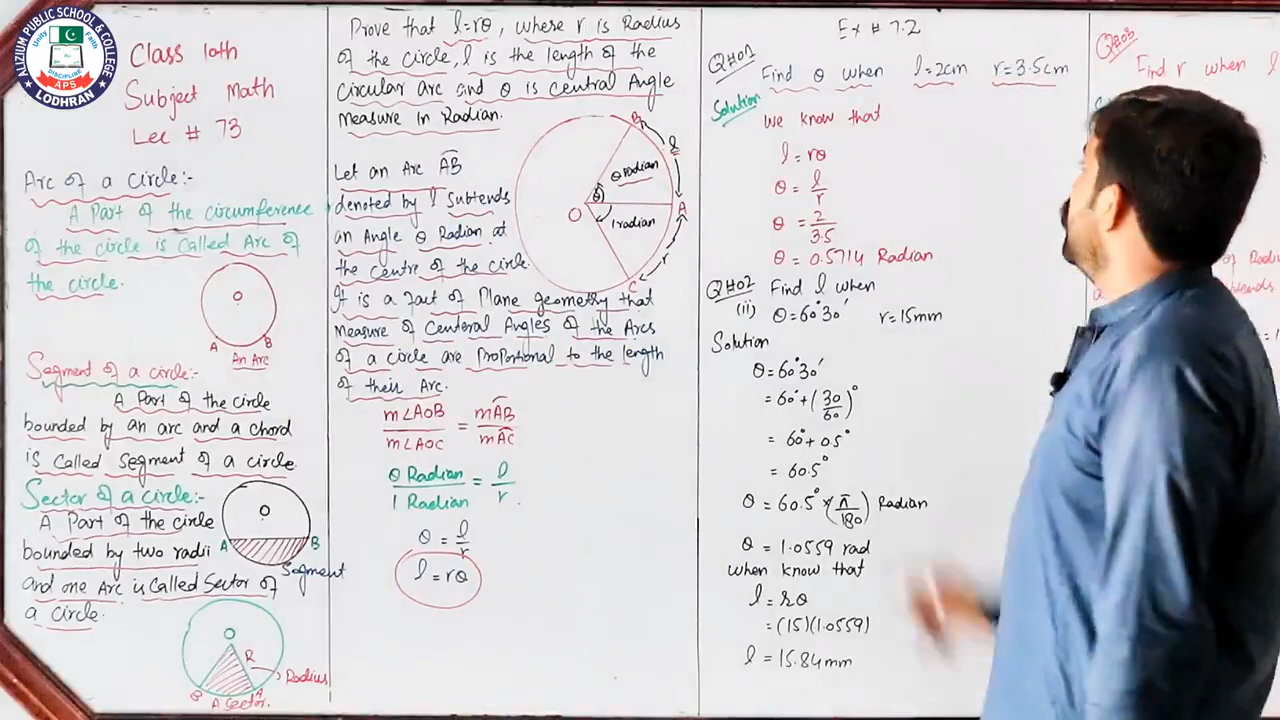 ALIZIUM PUBLIC SCHOOL & COLLEGE
Unity
Faith
DISCIPLINE
APS
LODHRAN
Class 10th
Subject Math
Lec # 73
Arc of a circle:-
A Part of the circumference
of the circle is Called Arc of
the circle.
O
A
B
An Arc
Segment of a circle:-
A Part of the circle
bounded by an arc and a chord
is Called segment of a circle.
Sector of a circle:-
A Part of the circle
bounded by two radii
and one Arc is Called Sector of
a circle.
O
A
B
Segment
O
R
Radius
B
A
A Sector.
Prove that l=rθ, where r is Radius
of the circle, l is the length of the
circular arc and θ is central Angle
measure in Radian.
Let an Arc A͡B
denoted by l Subtends
an Angle θ Radian at
the centre of the circle.
It is a fact of Plane geometry that
measure of Centeral Angles of the Arcs
of a circle are Proportional to the length
of their Arc.
B
l
θ Radian
θ
O
A
1 radian
r
C
m∠AOB / m∠AOC = mA͡B / mA͡C
θ Radian / 1 Radian = l / r .
θ = l/r
l = rθ
Ex # 7.2
Q#01 Find θ when l=2cm r=3.5cm
Solution
We know that
l = rθ
θ = l/r
θ = 2/3.5
θ = 0.5714 Radian
Q#02 Find l when
(ii) θ=60°30′ r=15mm
Solution
θ=60°30′
= 60°+(30/60)°
= 60°+0.5°
= 60.5°
θ = 60.5° × (π/180) Radian
θ = 1.0559 rad
when know that
l = rθ
= (15)(1.0559)
l = 15.84mm
Q#03
Find r when l
of Radiu